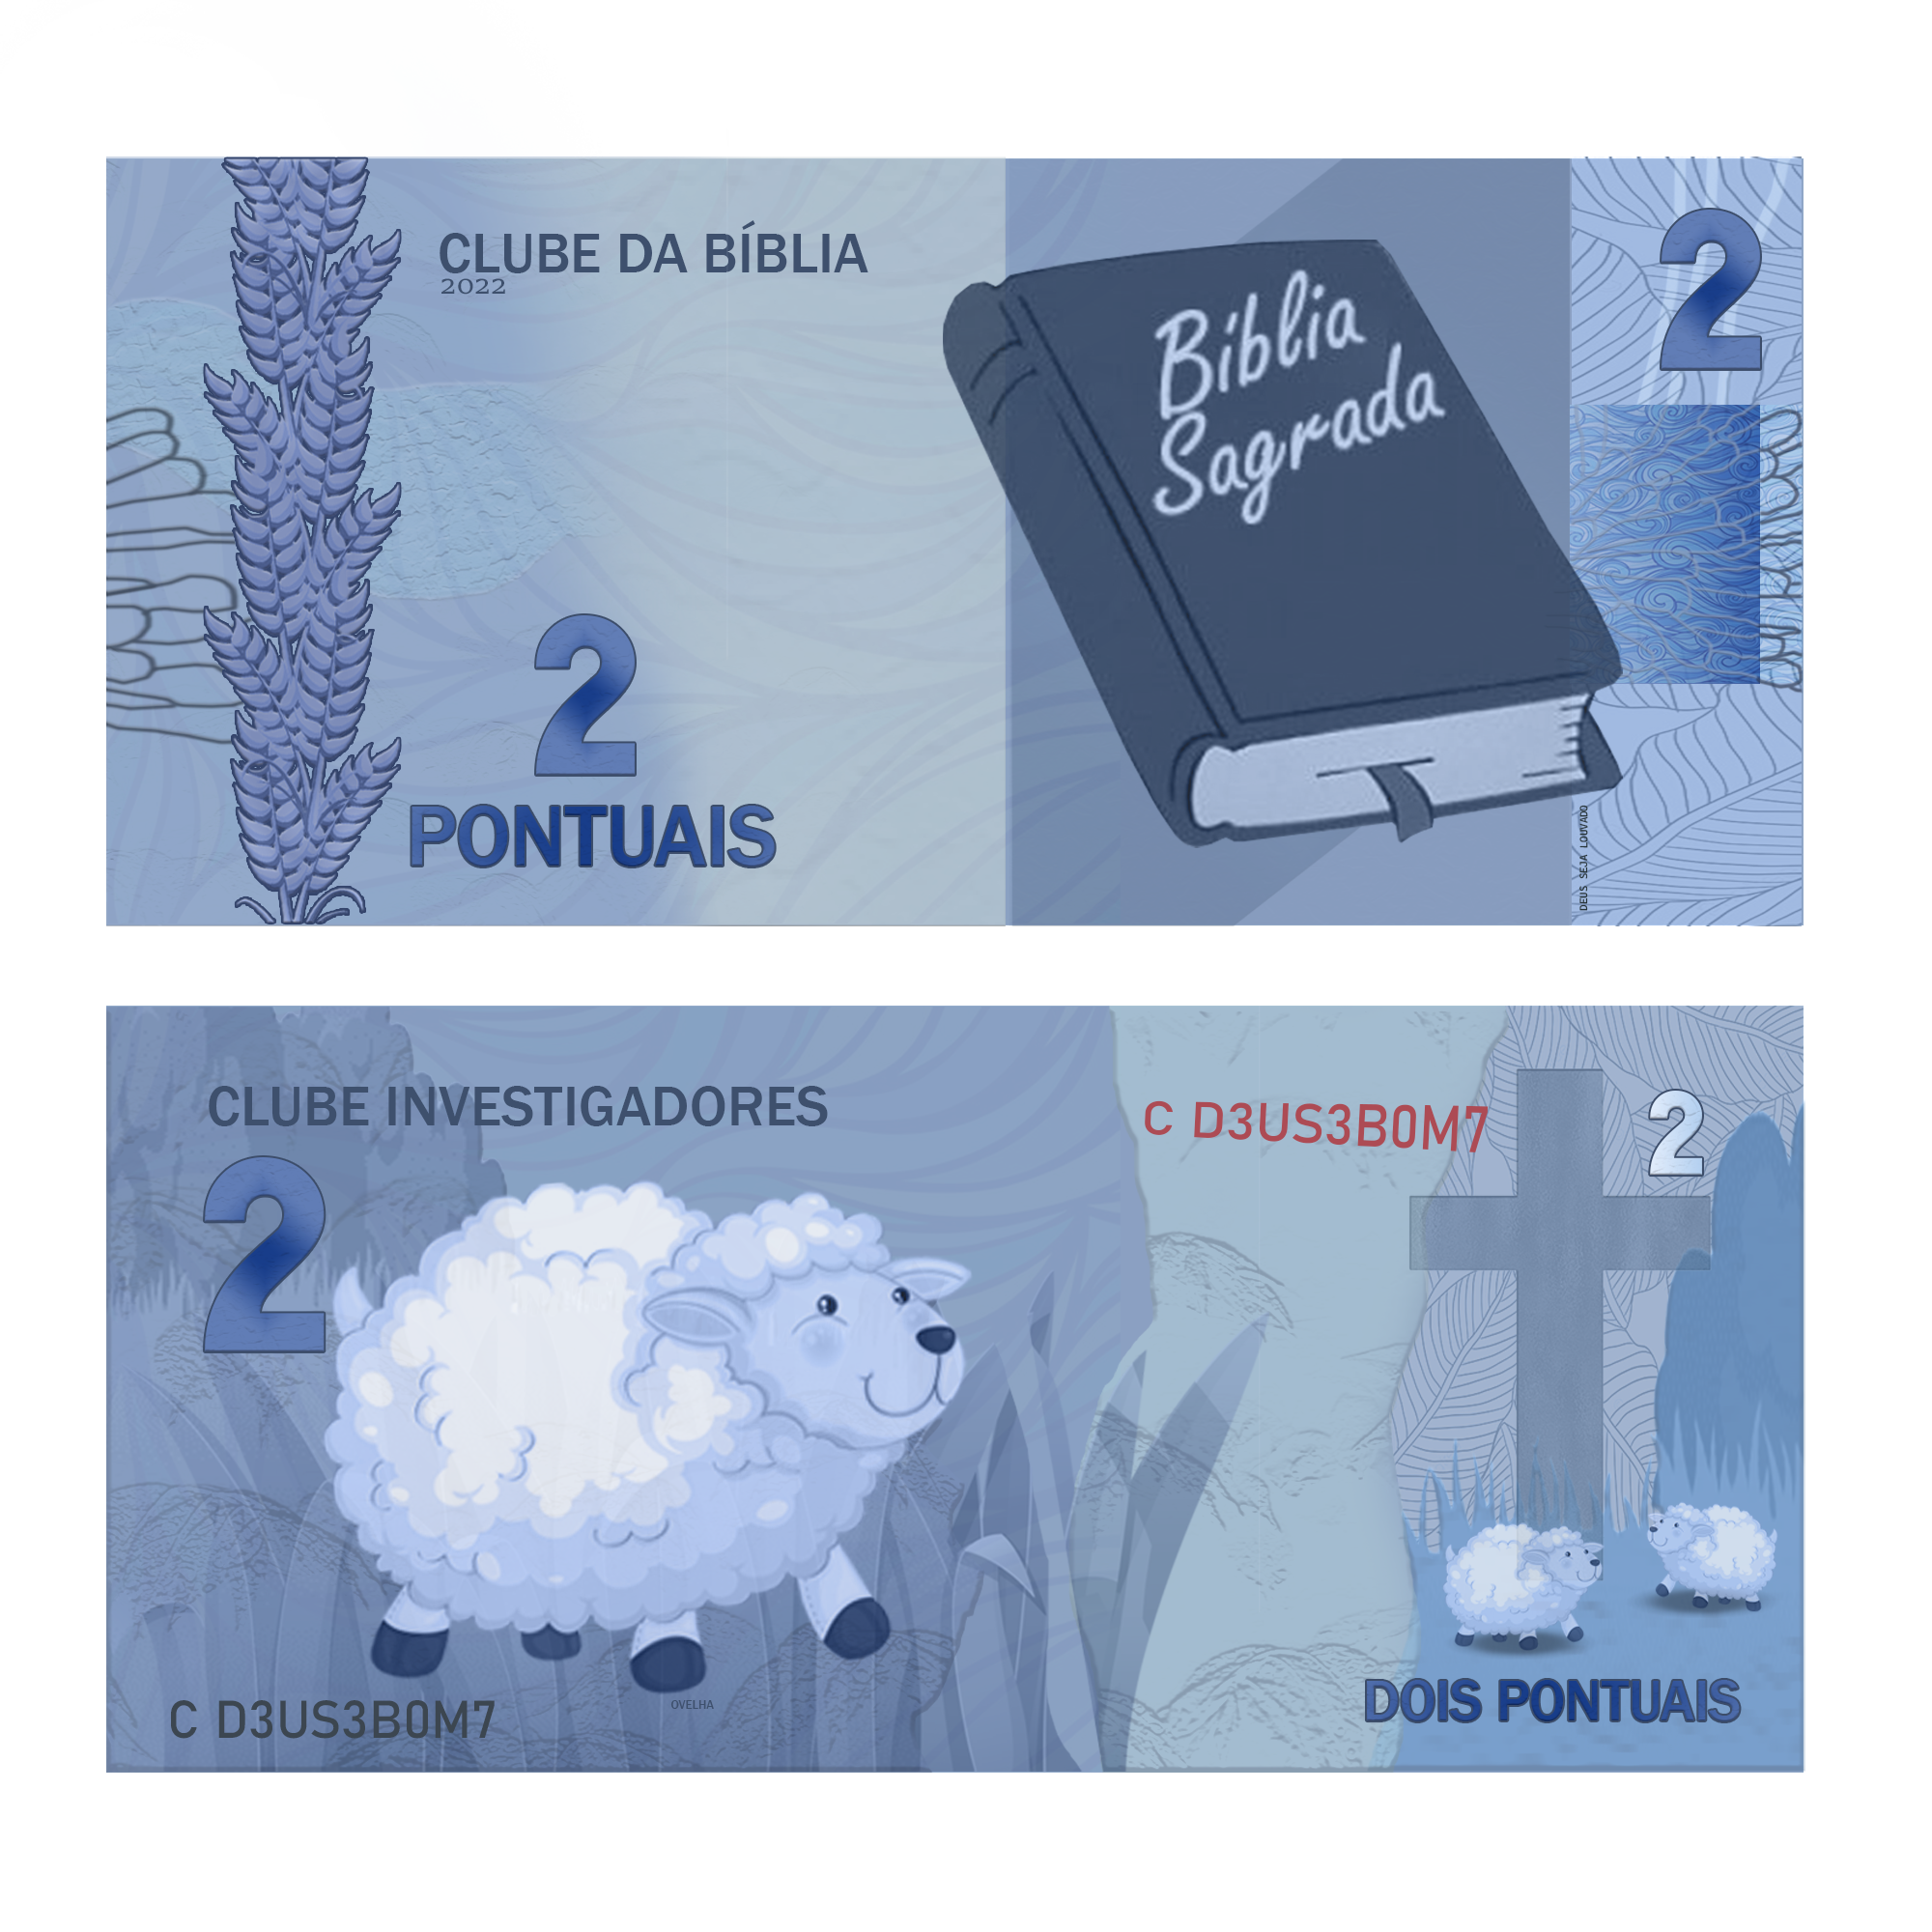 CLUBE DA BÍBLIA
2022
2
Bíblia
Sagrada
2
PONTUAIS
DEUS SEJA LOUVADO
CLUBE INVESTIGADORES
C D3US3B0M7
2
2
DOIS PONTUAIS
C D3US3B0M7
OVELHA